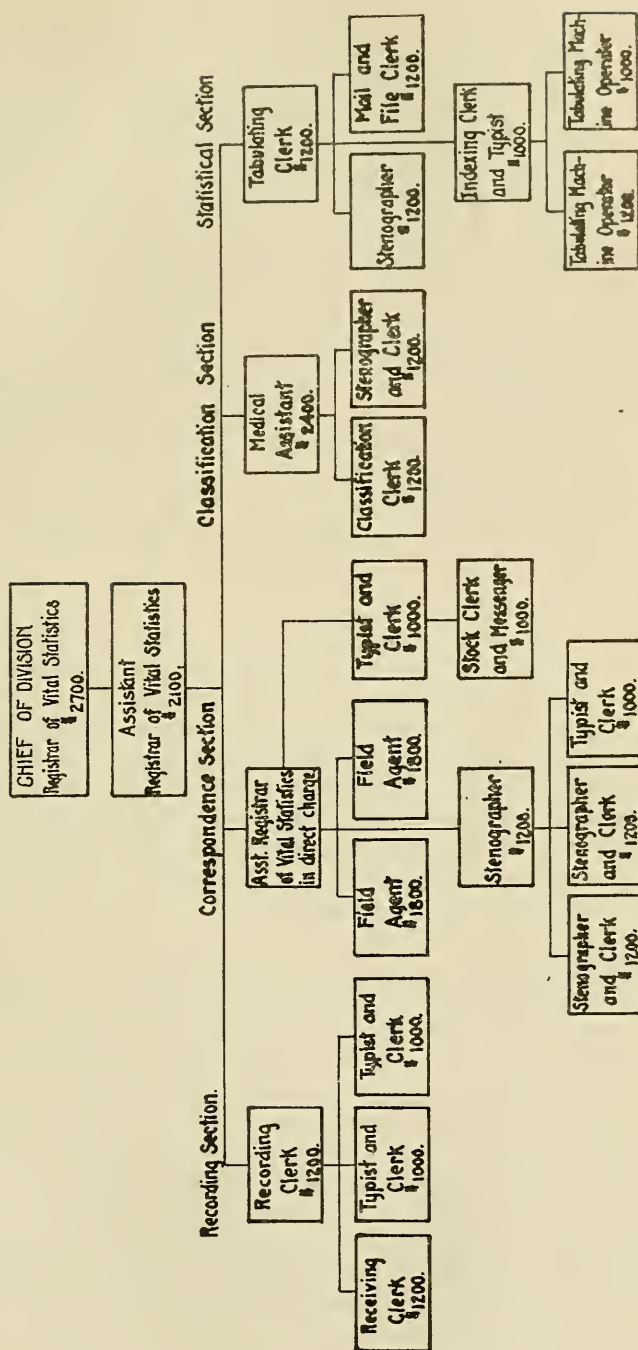 CHIEF OF DIVISION
Registrar of Vital Statistics
$ 2700.
Assistant
Registrar of Vital Statistics
$ 2100.
Recording Section.
Correspondence Section
Classification Section
Statistical Section
Recording
Clerk
$ 1200.
Asst. Registrar
of Vital Statistics
in direct charge
Medical
Assistant
$ 2400.
Tabulating
Clerk
$ 1200.
Receiving
Clerk
$ 1200.
Typist and
Clerk
$ 1000.
Typist and
Clerk
$ 1000.
Field
Agent
$ 1800.
Field
Agent
$ 1800.
Typist and
Clerk
$ 1000.
Classification
Clerk
$ 1200.
Stenographer
and Clerk
$ 1200.
Stenographer
$ 1200.
Mail and
File Clerk
$ 1200.
Stenographer
$ 1200.
Stock Clerk
and Messenger
$ 1000.
Indexing Clerk
and Typist
$ 1000.
Stenographer
and Clerk
$ 1200.
Stenographer
and Clerk
$ 1200.
Typist and
Clerk
$ 1000.
Tabulating Mach-
ine Operator
$ 1200.
Tabulating Mach-
ine Operator
$ 1000.